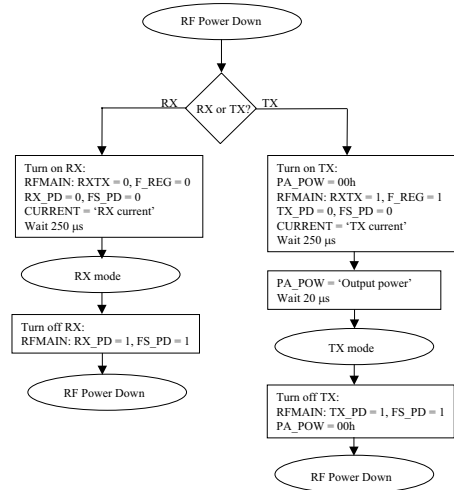 RF Power Down
RX or TX?
RX
TX
Turn on RX:
RFMAIN: RXTX = 0, F_REG = 0
RX_PD = 0, FS_PD = 0
CURRENT = ‘RX current’
Wait 250 µs
RX mode
Turn off RX:
RFMAIN: RX_PD = 1, FS_PD = 1
RF Power Down
Turn on TX:
PA_POW = 00h
RFMAIN: RXTX = 1, F_REG = 1
TX_PD = 0, FS_PD = 0
CURRENT = ‘TX current’
Wait 250 µs
PA_POW = ‘Output power’
Wait 20 µs
TX mode
Turn off TX:
RFMAIN: TX_PD = 1, FS_PD = 1
PA_POW = 00h
RF Power Down